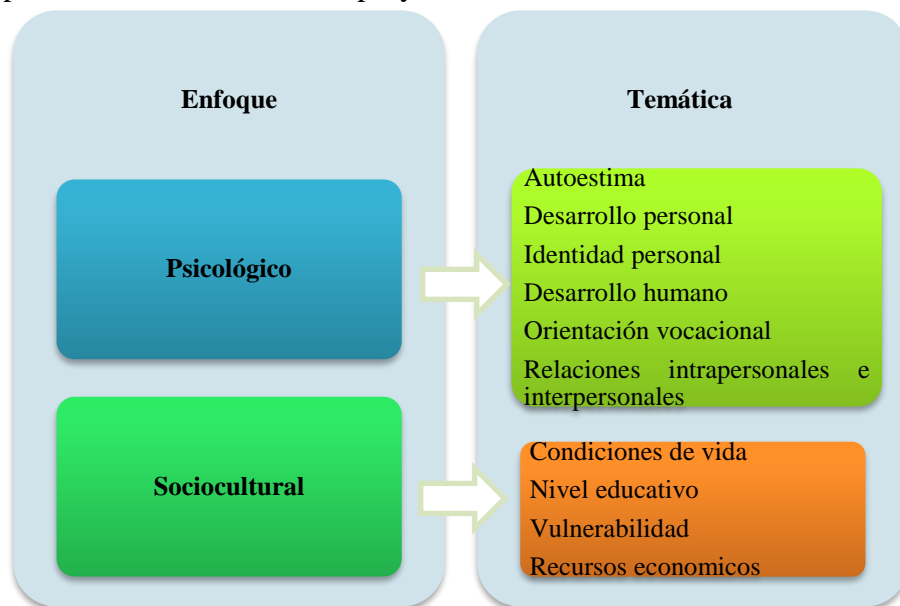 Enfoque
Temática
Psicológico
Autoestima
Desarrollo personal
Identidad personal
Desarrollo humano
Orientación vocacional
Relaciones intrapersonales e
interpersonales
Sociocultural
Condiciones de vida
Nivel educativo
Vulnerabilidad
Recursos economicos